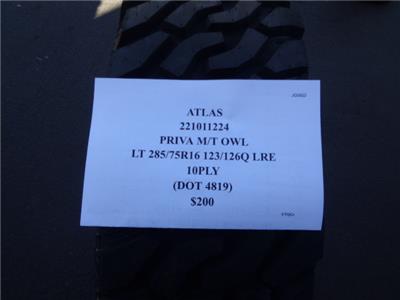 ATLAS
221011224
PRIVA M/T OWL
LT 285/75R16 123/126Q LRE
10PLY
(DOT 4819)
$200